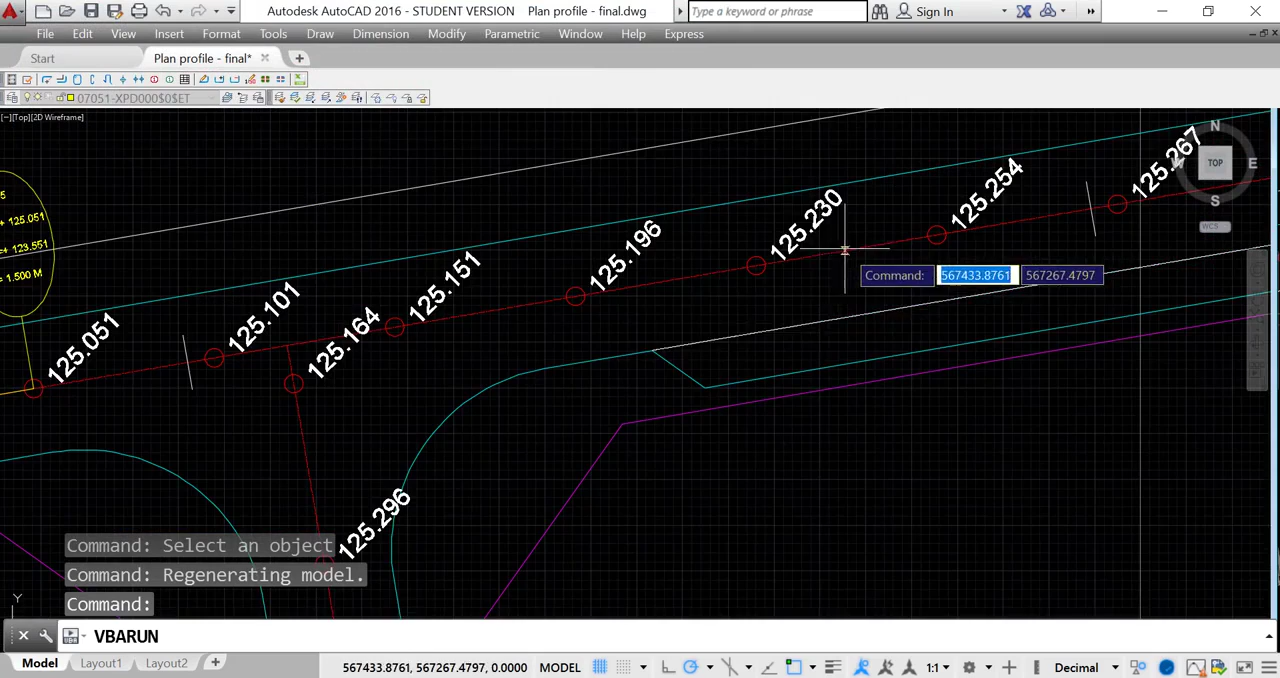 Autodesk AutoCAD 2016 - STUDENT VERSION Plan profile - final.dwg
Type a keyword or phrase
Sign In
File Edit View Insert Format Tools Draw Dimension Modify Parametric Window Help Express
Start
Plan profile - final*
07051-XPD000$0$ET
[−][Top][2D Wireframe]
N
TOP
W
E
S
WCS
125.267
125.254
125.230
125.196
125.151
125.101
125.164
125.051
125.296
5
+ 125.051
=+ 123.551
= 1.500 M
Command: 567433.8761 567267.4797
Command: Select an object
Command: Regenerating model.
Command:
Y
VBARUN
Model Layout1 Layout2
567433.8761, 567267.4797, 0.0000 MODEL 1:1 Decimal